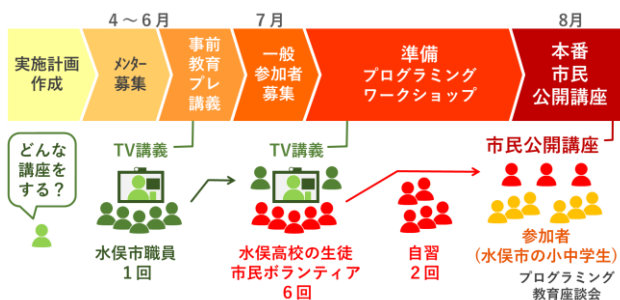 4～6月
7月
8月
実施計画
作成
メンター
募集
事前
教育
プレ
講義
一般
参加者
募集
準備
プログラミング
ワークショップ
本番
市民
公開講座
どんな
講座を
する？
TV講義
水俣市職員
1回
TV講義
水俣高校の生徒
市民ボランティア
6回
自習
2回
市民公開講座
参加者
(水俣市の小中学生)
プログラミング
教育座談会